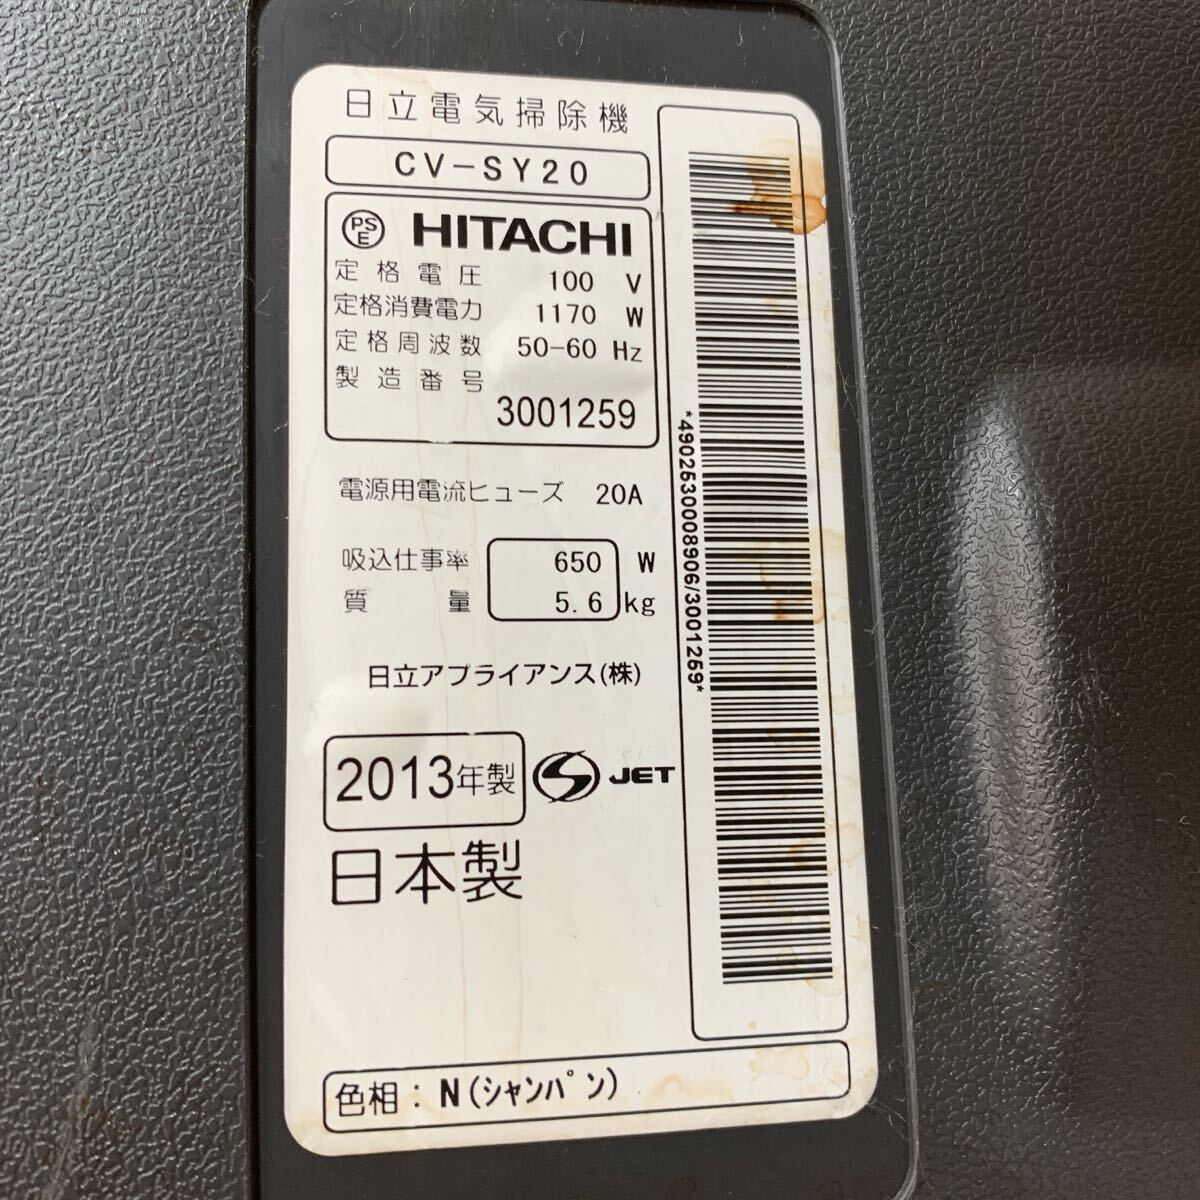 日立電気掃除機
CV-SY20
PS
E
HITACHI
定格電圧 100 V
定格消費電力 1170 W
定格周波数 50-60 Hz
製造番号
3001259
電源用電流ヒューズ 20A
吸込仕事率 650 W
質量 5.6 kg
日立アプライアンス(株)
2013年製
JET
日本製
*4902530008906/3001259*
色相：N(シャンパン)